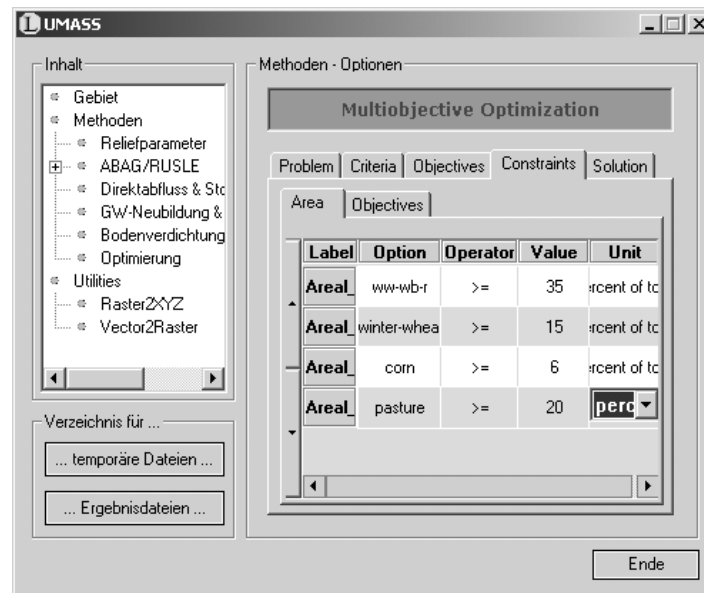 UMASS
Inhalt
Gebiet
Methoden
Reliefparameter
ABAG/RUSLE
Direktabfluss & Sto
GW-Neubildung &
Bodenverdichtung
Optimierung
Utilities
Raster2XYZ
Vector2Raster
Verzeichnis für ...
... temporäre Dateien ...
... Ergebnisdateien ...
Methoden - Optionen
Multiobjective Optimization
Problem Criteria Objectives Constraints Solution
Area Objectives
Label Option Operator Value Unit
Areal_ ww-wb-r >= 35 ercent of to
Areal_ winter-whea >= 15 ercent of to
Areal_ corn >= 6 ercent of to
Areal_ pasture >= 20 perc
Ende